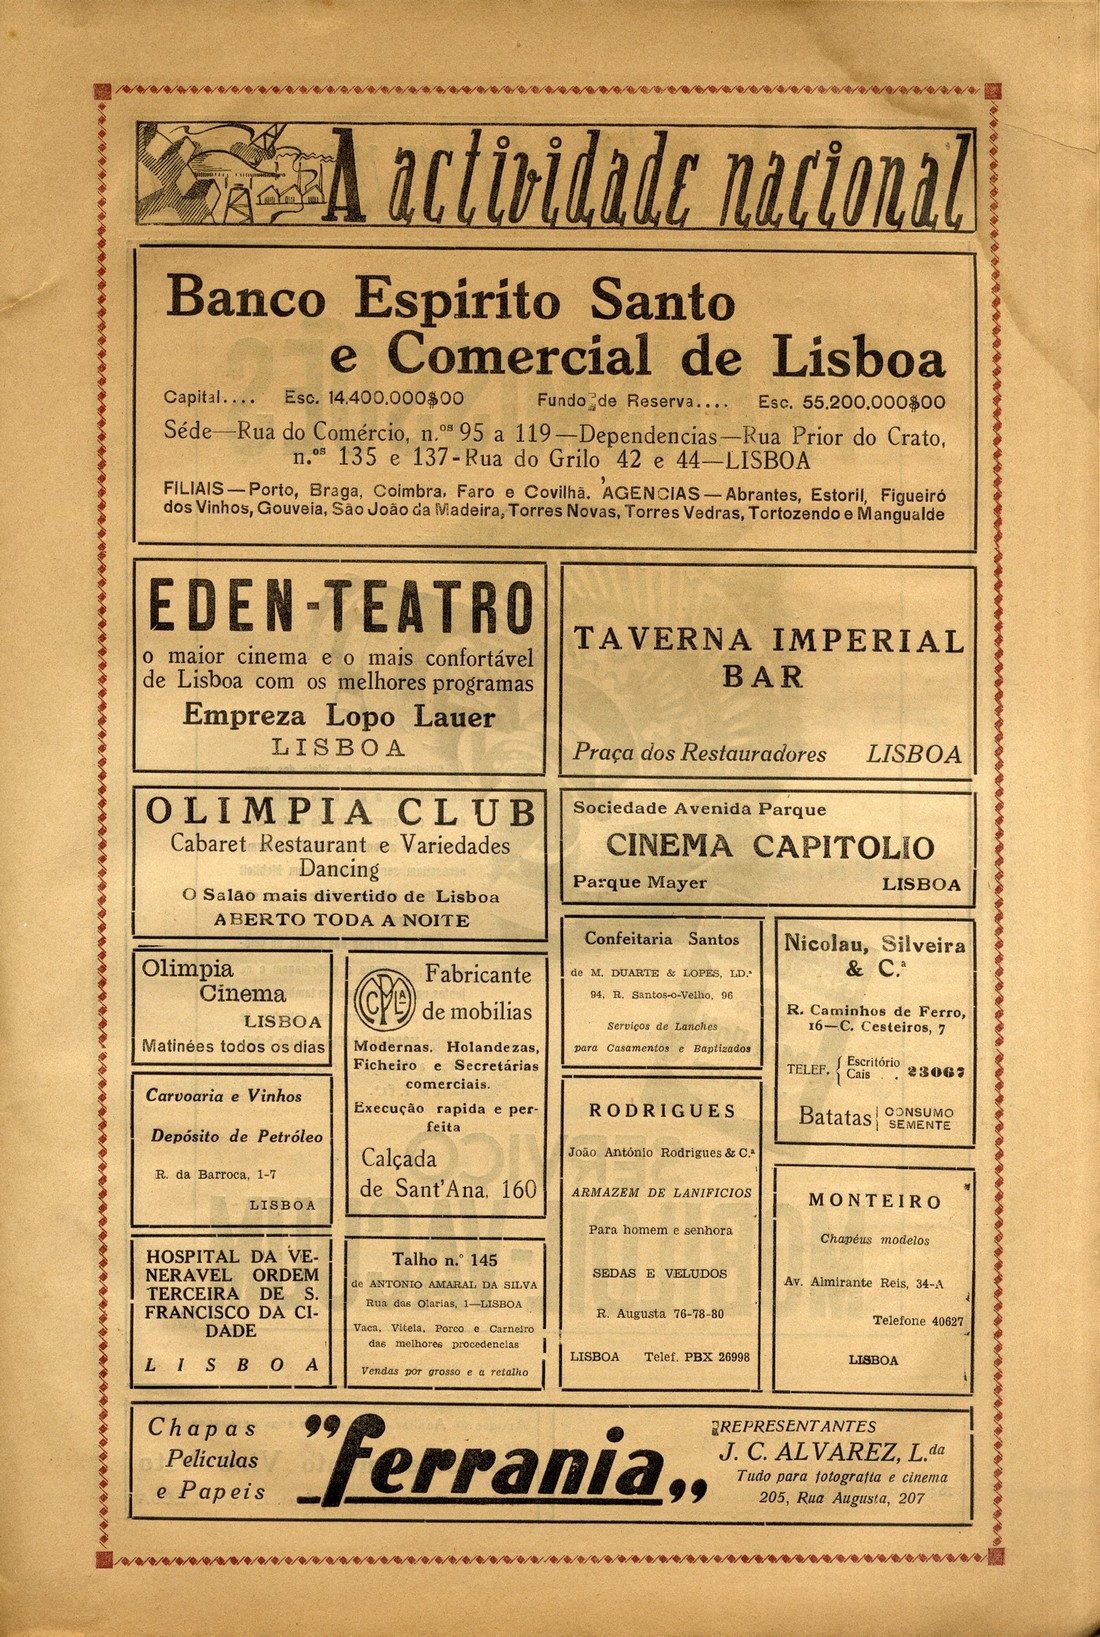 A actividade nacional
Banco Espirito Santo
e Comercial de Lisboa
Capital.... Esc. 14.400.000$00 Fundo de Reserva.... Esc. 55.200.000$00
Séde—Rua do Comércio, n.os 95 a 119—Dependencias—Rua Prior do Crato,
n.os 135 e 137-Rua do Grilo 42 e 44—LISBOA
FILIAIS—Porto, Braga, Coimbra, Faro e Covilhã. AGENCIAS—Abrantes, Estoril, Figueiró
dos Vinhos, Gouveia, São João da Madeira, Torres Novas, Torres Vedras, Tortozendo e Mangualde
EDEN-TEATRO
o maior cinema e o mais confortável
de Lisboa com os melhores programas
Empreza Lopo Lauer
LISBOA
TAVERNA IMPERIAL
BAR
Praça dos Restauradores LISBOA
OLIMPIA CLUB
Cabaret Restaurant e Variedades
Dancing
O Salão mais divertido de Lisboa
ABERTO TODA A NOITE
Sociedade Avenida Parque
CINEMA CAPITOLIO
Parque Mayer LISBOA
Olimpia
Cinema
LISBOA
Matinées todos os dias
Fabricante
de mobilias
Modernas. Holandezas,
Ficheiro e Secretárias
comerciais.
Execução rapida e per-
feita
Calçada
de Sant'Ana, 160
Confeitaria Santos
de M. DUARTE & LOPES, LD.ª
94, R. Santos-o-Velho, 96
Serviços de Lanches
para Casamentos e Baptizados
Nicolau, Silveira
& C.ª
R. Caminhos de Ferro,
16—C. Cesteiros, 7
TELEF. { Escritório
Cais . . 23067
Batatas | CONSUMO
SEMENTE
Carvoaria e Vinhos
Depósito de Petróleo
R. da Barroca, 1-7
LISBOA
RODRIGUES
João António Rodrigues & C.ª
ARMAZEM DE LANIFICIOS
Para homem e senhora
SEDAS E VELUDOS
R. Augusta 76-78-80
LISBOA Telef. PBX 26998
MONTEIRO
Chapéus modelos
Av. Almirante Reis, 34-A
Telefone 40627
LISBOA
HOSPITAL DA VE-
NERAVEL ORDEM
TERCEIRA DE S.
FRANCISCO DA CI-
DADE
LISBOA
Talho n.º 145
de ANTONIO AMARAL DA SILVA
Rua das Olarias, 1—LISBOA
Vaca, Vitela, Porco e Carneiro
das melhores procedencias
Vendas por grosso e a retalho
Chapas
Películas
e Papeis
"ferrania„
REPRESENTANTES
J. C. ALVAREZ, L.da
Tudo para fotografia e cinema
205, Rua Augusta, 207